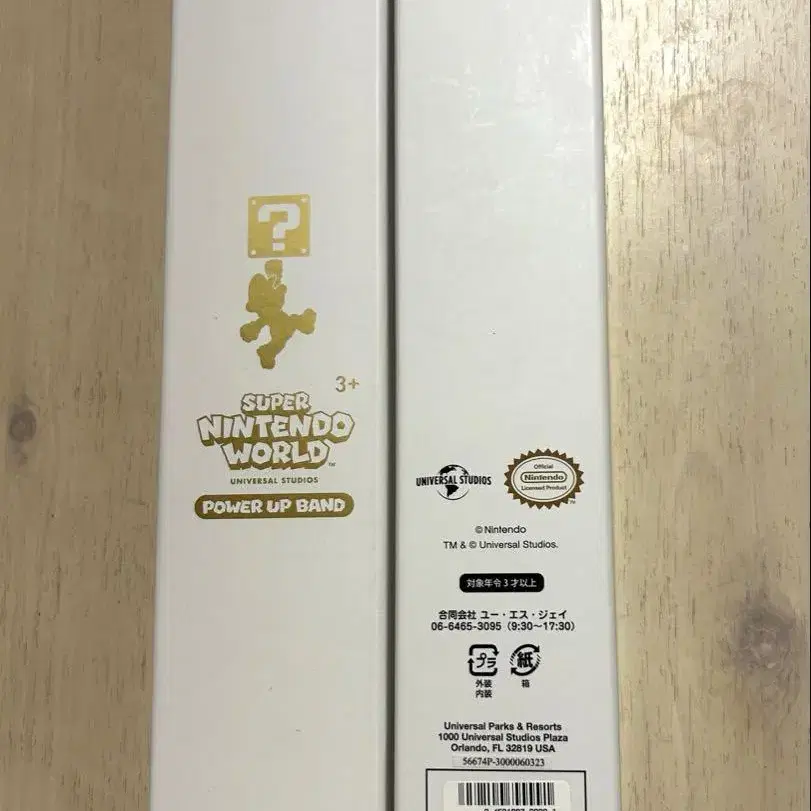 ?
3+
SUPER
NINTENDO
WORLD
TM
UNIVERSAL STUDIOS
POWER UP BAND
UNIVERSAL STUDIOS
Official
Nintendo
Licensed Product
TM
© Nintendo
TM & © Universal Studios.
対象年令3才以上
合同会社 ユー・エス・ジェイ
06-6465-3095（9:30〜17:30）
プラ
紙
外装
内装
箱
Universal Parks & Resorts
1000 Universal Studios Plaza
Orlando, FL 32819 USA
56674P-3000060323